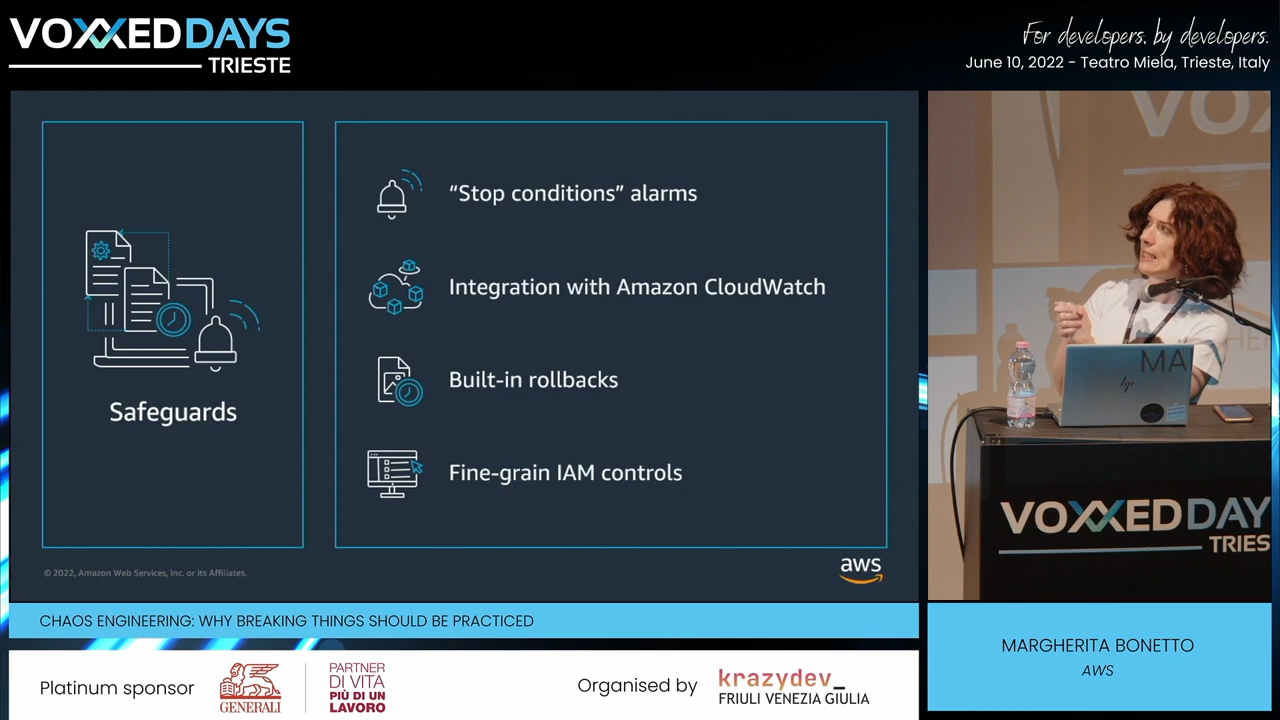 VOXXEDDAYS
TRIESTE
For developers, by developers.
June 10, 2022 - Teatro Miela, Trieste, Italy
Safeguards
“Stop conditions” alarms
Integration with Amazon CloudWatch
Built-in rollbacks
Fine-grain IAM controls
© 2022, Amazon Web Services, Inc. or its Affiliates.
aws
VOX
MA
hp
VOXXEDDAY
TRIES
CHAOS ENGINEERING: WHY BREAKING THINGS SHOULD BE PRACTICED
MARGHERITA BONETTO
AWS
Platinum sponsor
GENERALI
PARTNER
DI VITA
PIÙ DI UN
LAVORO
Organised by
krazydev_
FRIULI VENEZIA GIULIA